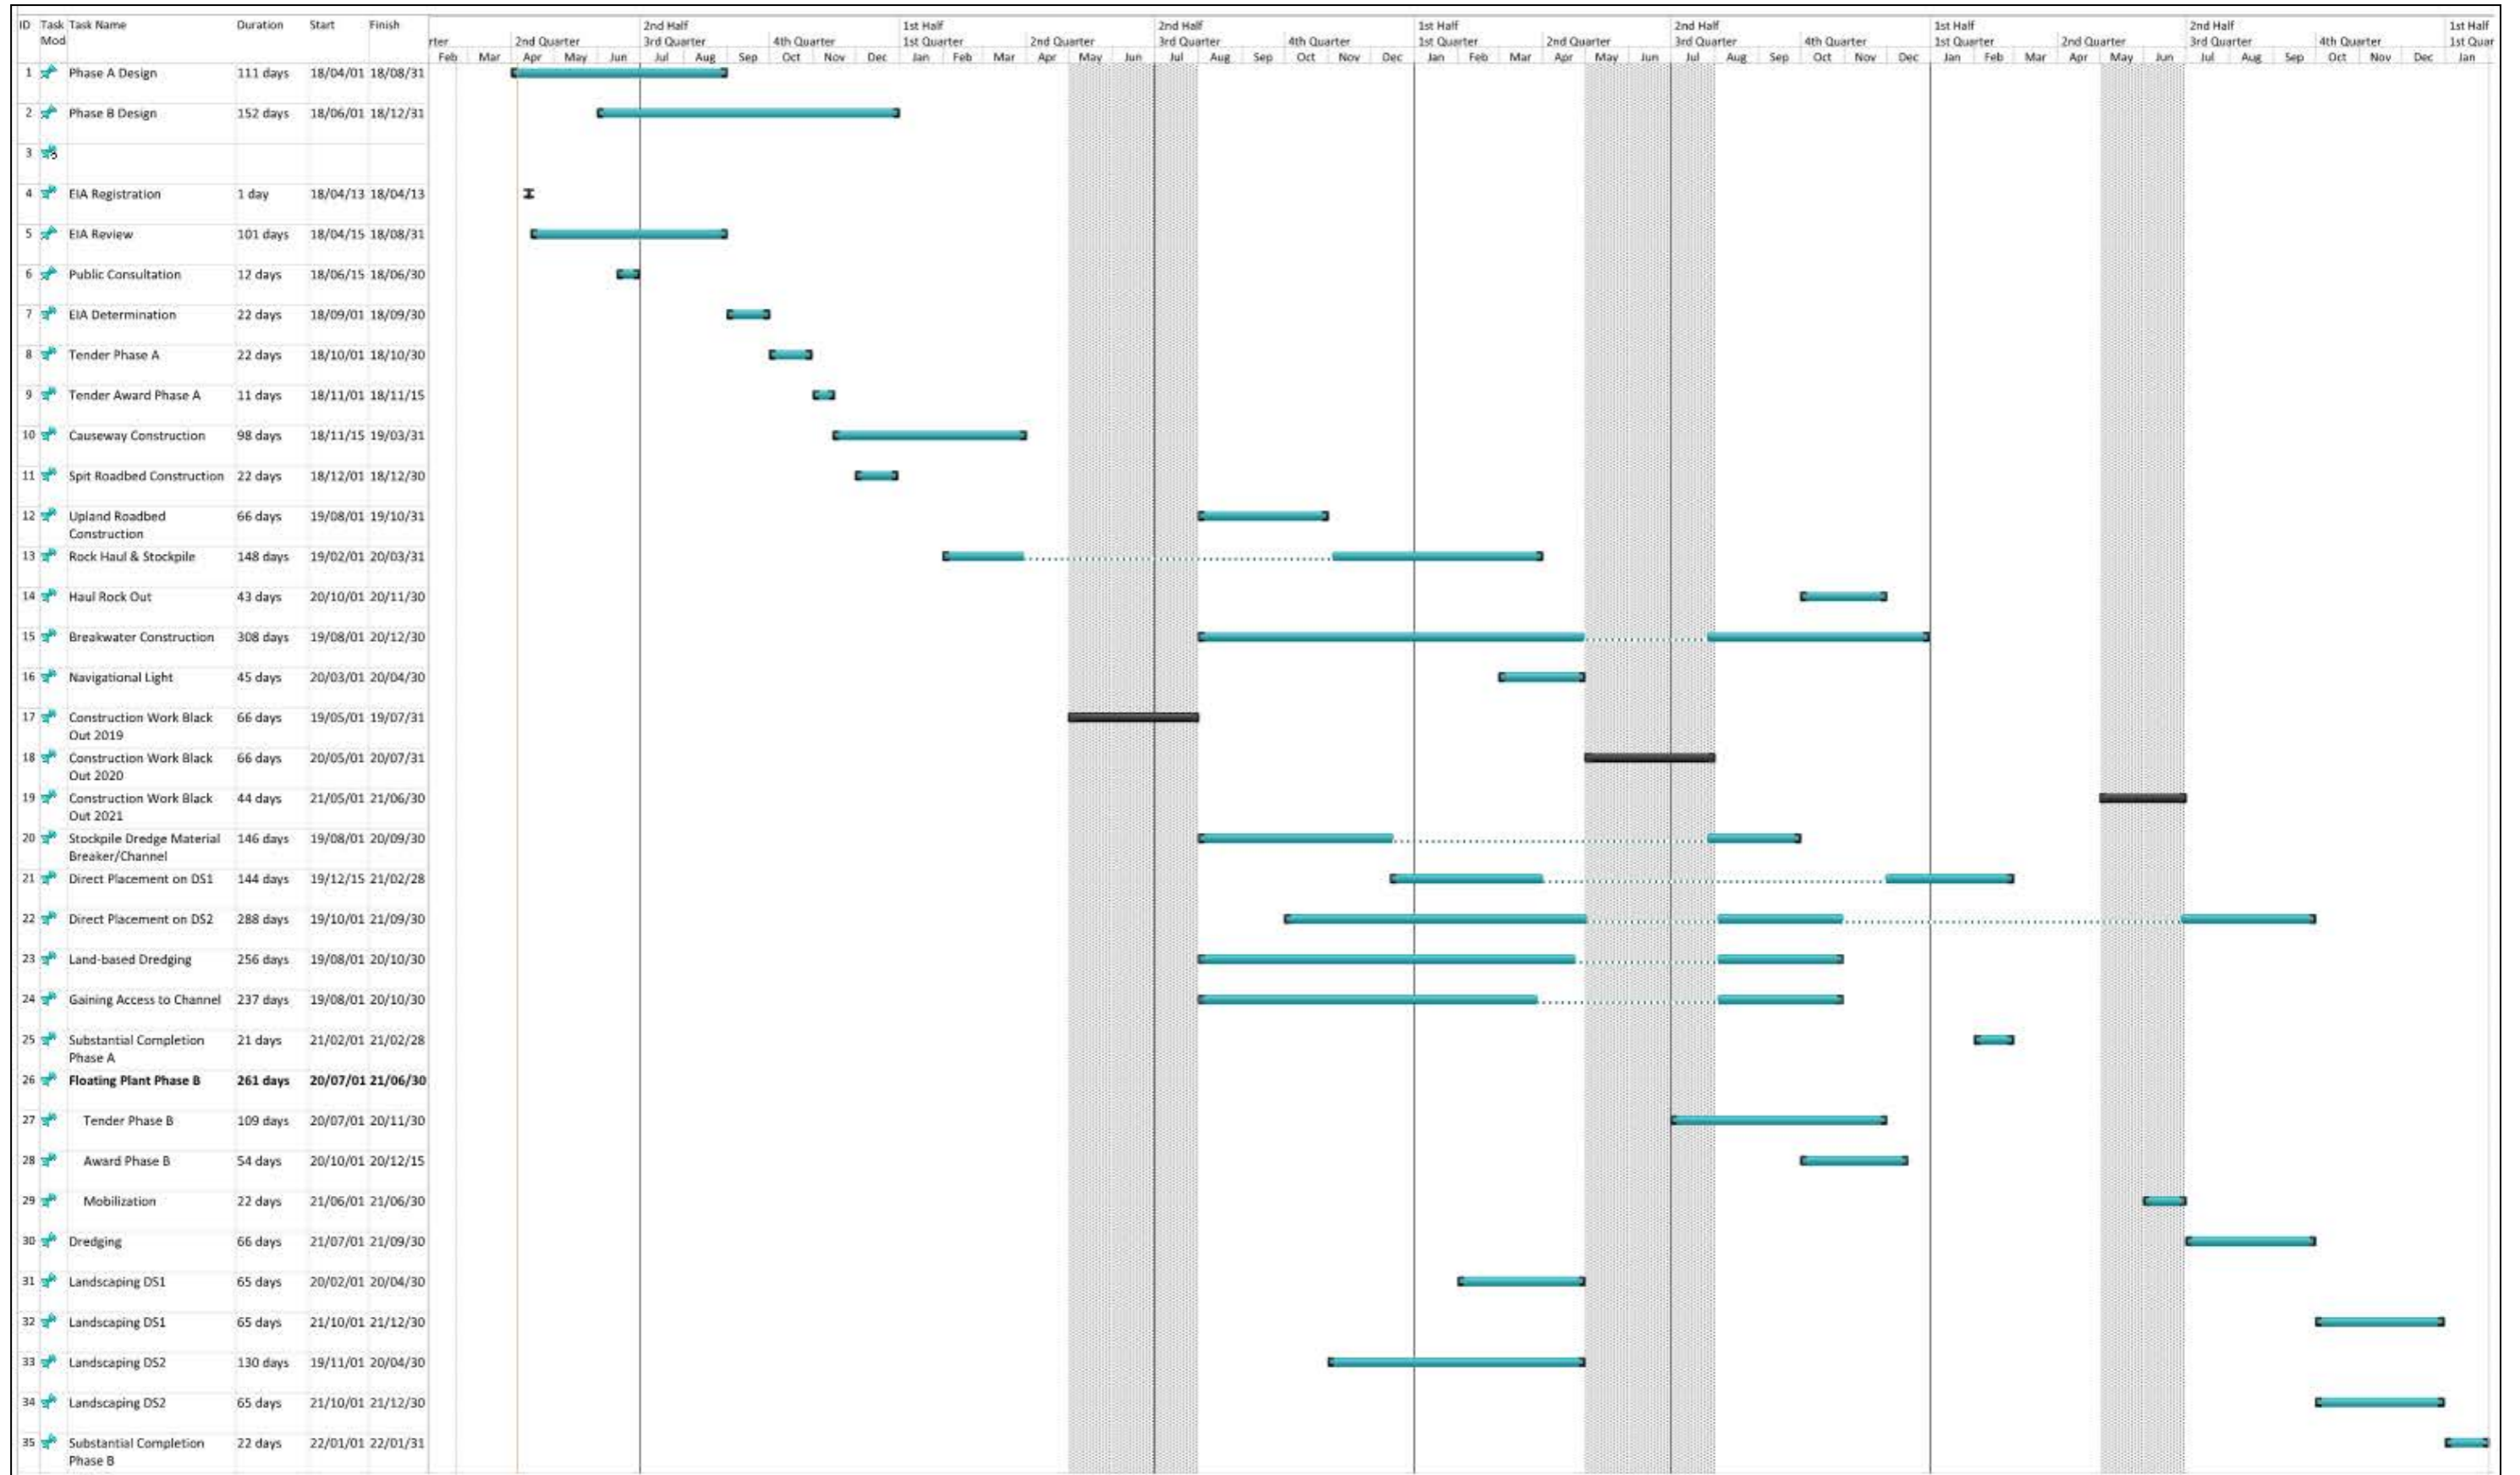 ID Task Task Name Duration Start Finish
Mod
2nd Half 1st Half 2nd Half 1st Half 2nd Half 1st Half 2nd Half 1st Half
rter 2nd Quarter 3rd Quarter 4th Quarter 1st Quarter 2nd Quarter 3rd Quarter 4th Quarter 1st Quarter 2nd Quarter 3rd Quarter 4th Quarter 1st Quarter 2nd Quarter 3rd Quarter 4th Quarter 1st Quar
Feb Mar Apr May Jun Jul Aug Sep Oct Nov Dec Jan Feb Mar Apr May Jun Jul Aug Sep Oct Nov Dec Jan Feb Mar Apr May Jun Jul Aug Sep Oct Nov Dec Jan Feb Mar Apr May Jun Jul Aug Sep Oct Nov Dec Jan
1 Phase A Design 111 days 18/04/01 18/08/31
2 Phase B Design 152 days 18/06/01 18/12/31
3
4 EIA Registration 1 day 18/04/13 18/04/13
5 EIA Review 101 days 18/04/15 18/08/31
6 Public Consultation 12 days 18/06/15 18/06/30
7 EIA Determination 22 days 18/09/01 18/09/30
8 Tender Phase A 22 days 18/10/01 18/10/30
9 Tender Award Phase A 11 days 18/11/01 18/11/15
10 Causeway Construction 98 days 18/11/15 19/03/31
11 Spit Roadbed Construction 22 days 18/12/01 18/12/30
12 Upland Roadbed 66 days 19/08/01 19/10/31
Construction
13 Rock Haul & Stockpile 148 days 19/02/01 20/03/31
14 Haul Rock Out 43 days 20/10/01 20/11/30
15 Breakwater Construction 308 days 19/08/01 20/12/30
16 Navigational Light 45 days 20/03/01 20/04/30
17 Construction Work Black 66 days 19/05/01 19/07/31
Out 2019
18 Construction Work Black 66 days 20/05/01 20/07/31
Out 2020
19 Construction Work Black 44 days 21/05/01 21/06/30
Out 2021
20 Stockpile Dredge Material 146 days 19/08/01 20/09/30
Breaker/Channel
21 Direct Placement on DS1 144 days 19/12/15 21/02/28
22 Direct Placement on DS2 288 days 19/10/01 21/09/30
23 Land-based Dredging 256 days 19/08/01 20/10/30
24 Gaining Access to Channel 237 days 19/08/01 20/10/30
25 Substantial Completion 21 days 21/02/01 21/02/28
Phase A
26 Floating Plant Phase B 261 days 20/07/01 21/06/30
27 Tender Phase B 109 days 20/07/01 20/11/30
28 Award Phase B 54 days 20/10/01 20/12/15
29 Mobilization 22 days 21/06/01 21/06/30
30 Dredging 66 days 21/07/01 21/09/30
31 Landscaping DS1 65 days 20/02/01 20/04/30
32 Landscaping DS1 65 days 21/10/01 21/12/30
33 Landscaping DS2 130 days 19/11/01 20/04/30
34 Landscaping DS2 65 days 21/10/01 21/12/30
35 Substantial Completion 22 days 22/01/01 22/01/31
Phase B